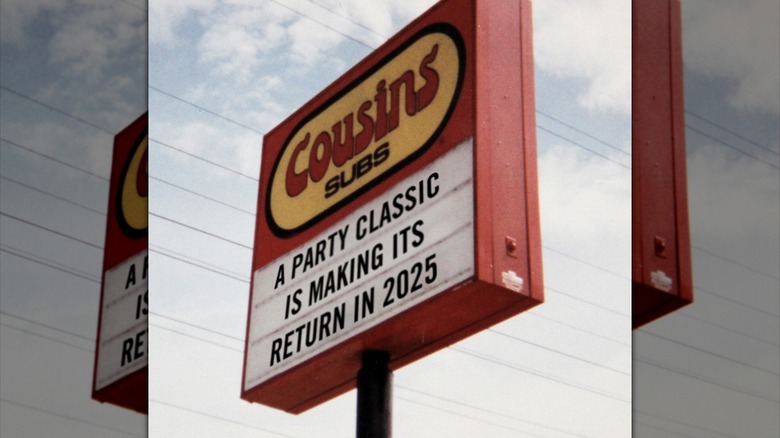 Cousins
SUBS
A PARTY CLASSIC
IS MAKING ITS
RETURN IN 2025